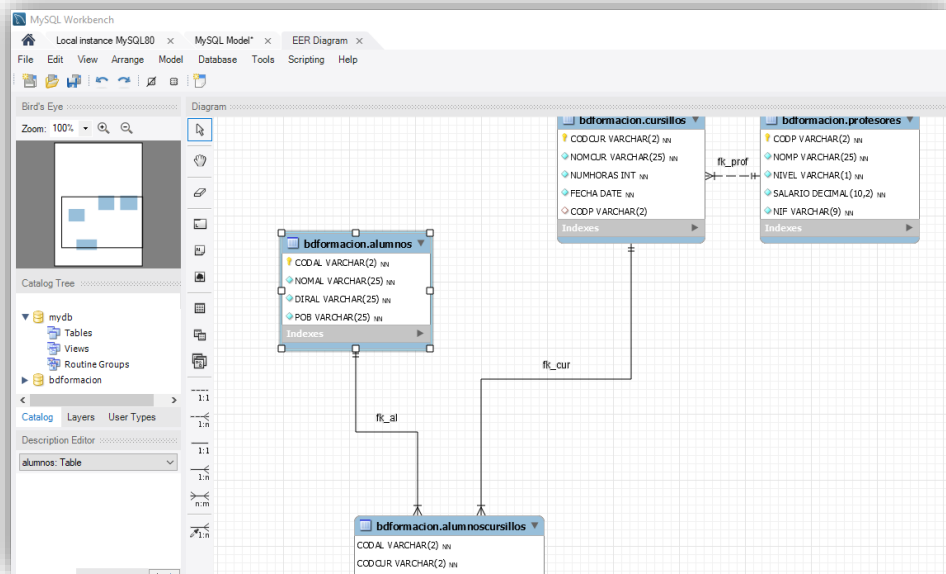 MySQL Workbench
Local instance MySQL80 × MySQL Model* × EER Diagram ×
File Edit View Arrange Model Database Tools Scripting Help
Bird's Eye
Zoom: 100%
Diagram
bdformacion.cursillos
CODCUR VARCHAR(2) NN
NOMCUR VARCHAR(25) NN
NUMHORAS INT NN
FECHA DATE NN
CODP VARCHAR(2)
Indexes
fk_prof
bdformacion.profesores
CODP VARCHAR(2) NN
NOMP VARCHAR(25) NN
NIVEL VARCHAR(1) NN
SALARIO DECIMAL(10,2) NN
NIF VARCHAR(9) NN
Indexes
bdformacion.alumnos
CODAL VARCHAR(2) NN
NOMAL VARCHAR(25) NN
DIRAL VARCHAR(25) NN
POB VARCHAR(25) NN
Indexes
Catalog Tree
mydb
Tables
Views
Routine Groups
bdformacion
Catalog Layers User Types
Description Editor
alumnos: Table
1:1
1:n
1:1
1:n
n:m
1:n
fk_cur
fk_al
bdformacion.alumnoscursillos
CODAL VARCHAR(2) NN
CODCUR VARCHAR(2) NN